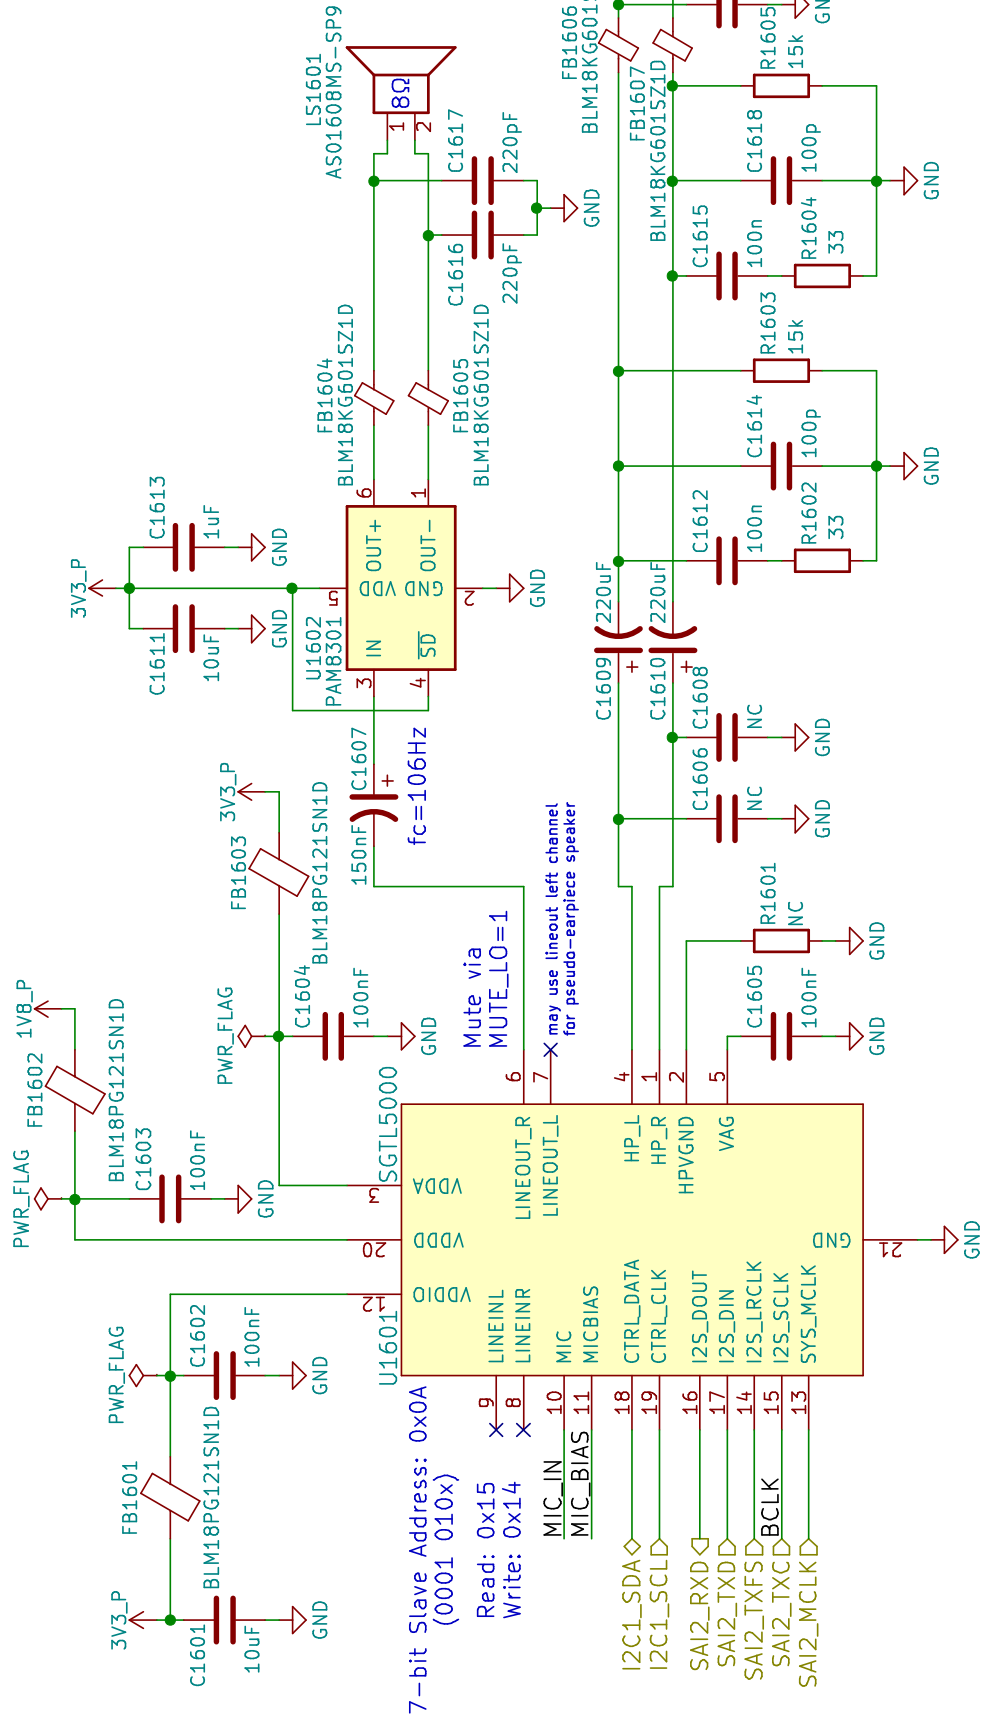 3V3_P
C1601
10uF
GND
FB1601
BLM18PG121SN1D
PWR_FLAG
C1602
100nF
GND
PWR_FLAG
FB1602
BLM18PG121SN1D
1V8_P
C1603
100nF
GND
PWR_FLAG
FB1603
BLM18PG121SN1D
3V3_P
C1604
100nF
GND
U1601
SGTL5000
12
VDDIO
20
VDDD
3
VDDA
9
LINEINL
8
LINEINR
10
MIC
11
MICBIAS
18
CTRL_DATA
19
CTRL_CLK
16
I2S_DOUT
17
I2S_DIN
14
I2S_LRCLK
15
I2S_SCLK
13
SYS_MCLK
LINEOUT_R
6
LINEOUT_L
7
HP_L
4
HP_R
1
HPVGND
2
VAG
5
GND
21
GND
7-bit Slave Address: 0x0A
(0001 010x)
Read: 0x15
Write: 0x14
MIC_IN
MIC_BIAS
I2C1_SDA
I2C1_SCL
SAI2_RXD
SAI2_TXD
SAI2_TXFS
SAI2_TXC
BCLK
SAI2_MCLK
Mute via
MUTE_LO=1
may use lineout left channel
for pseudo-earpiece speaker
C1605
100nF
GND
R1601
NC
GND
C1607
150nF
+
fc=106Hz
3V3_P
C1611
10uF
GND
C1613
1uF
GND
U1602
PAM8301
3
IN
4
SD
5
VDD
GND
2
GND
OUT+
6
OUT-
1
FB1604
BLM18KG601SZ1D
FB1605
BLM18KG601SZ1D
C1616
220pF
C1617
220pF
GND
LS1601
AS01608MS-SP9
8Ω
1
2
C1606
NC
GND
C1608
NC
GND
C1609
220uF
+
C1610
220uF
+
C1612
100n
R1602
33
C1614
100p
R1603
15k
GND
C1615
100n
R1604
33
C1618
100p
R1605
15k
GND
FB1606
FB1607
BLM18KG601SZ1D